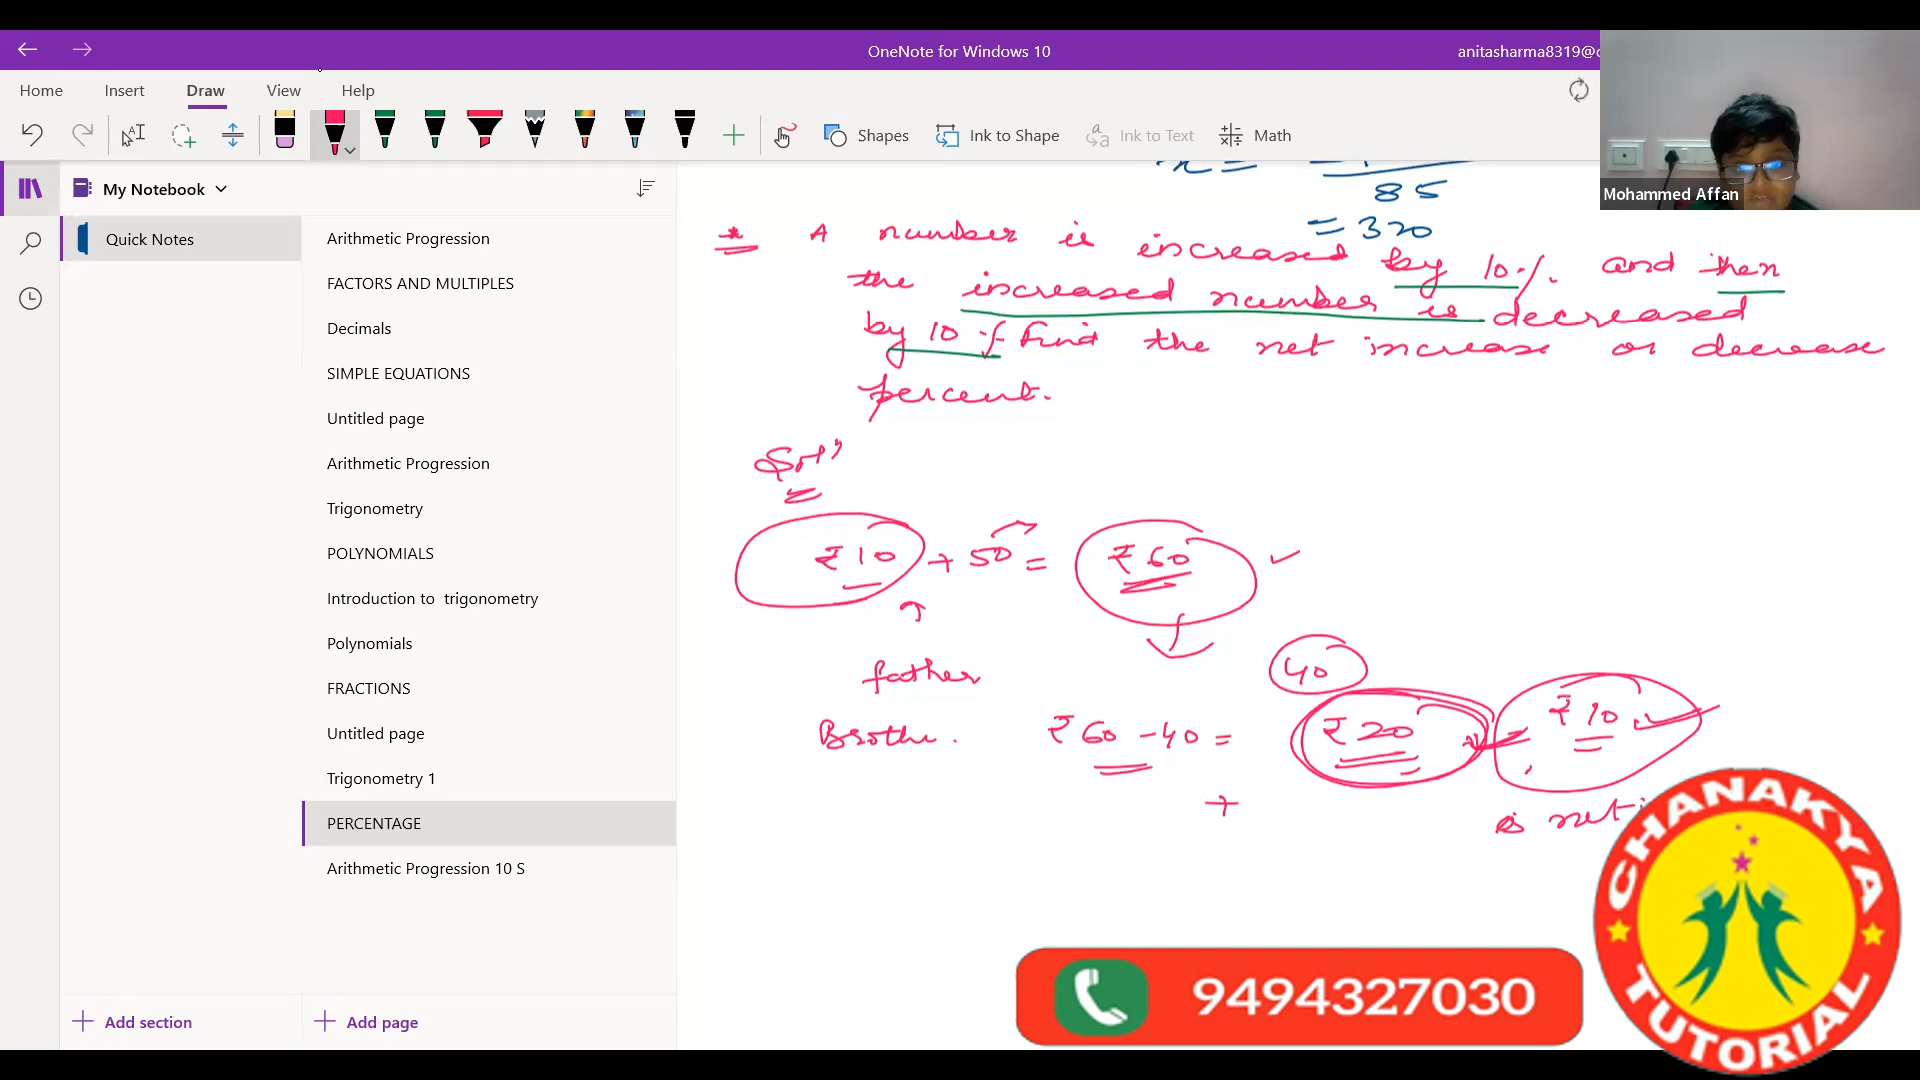 OneNote for Windows 10
anitasharma8319@
Home Insert Draw View Help
Shapes Ink to Shape Ink to Text Math
My Notebook
Mohammed Affan
Quick Notes
Arithmetic Progression
FACTORS AND MULTIPLES
Decimals
SIMPLE EQUATIONS
Untitled page
Arithmetic Progression
Trigonometry
POLYNOMIALS
Introduction to trigonometry
Polynomials
FRACTIONS
Untitled page
Trigonometry 1
PERCENTAGE
Arithmetic Progression 10 S
Add section
Add page
85
= 320
* A number is increased by 10% and then
the increased number is decreased
by 10% Find the net increase or decrease
percent.
Sol^n
₹10 + 50 = ₹60 ✓
father
40
Brothe. ₹60 - 40 = ₹20 ₹10
+
is net
9494327030
CHANAKYA
TUTORIAL